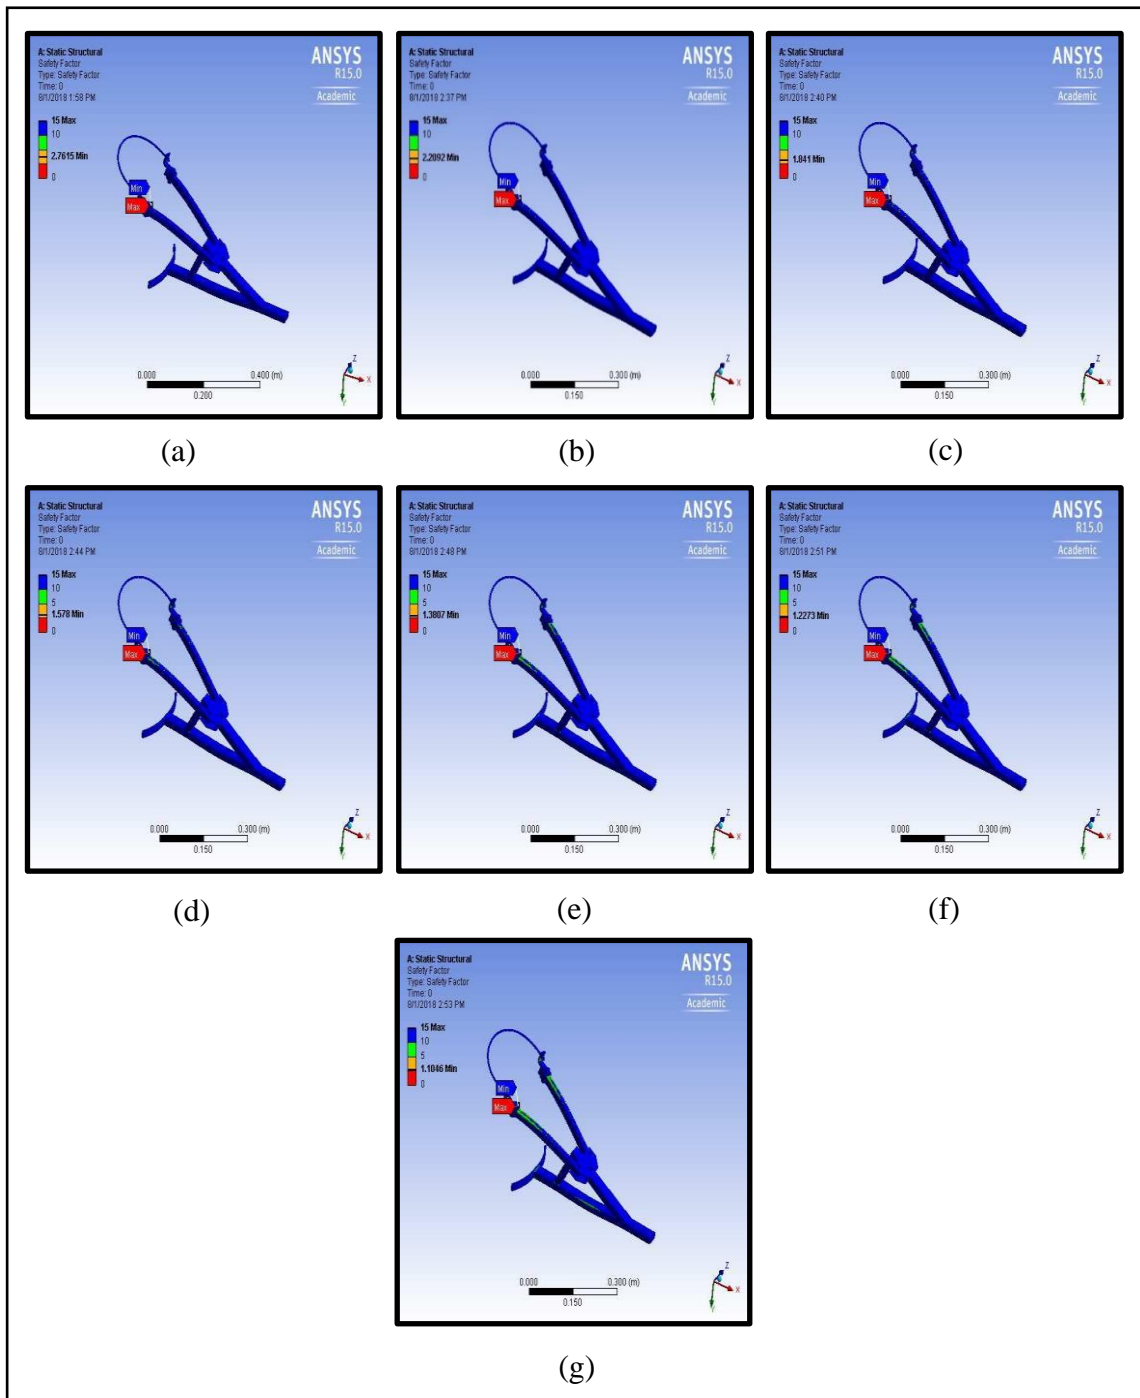 A: Static Structural
Safety Factor
Type: Safety Factor
Time: 0
8/1/2018 1:58 PM
ANSYS
R15.0
Academic
15 Max
10
2.7615 Min
0
Min
Max
0.000 0.400 (m)
0.200
Z
X
Y
(a)
A: Static Structural
Safety Factor
Type: Safety Factor
Time: 0
8/1/2018 2:37 PM
ANSYS
R15.0
Academic
15 Max
10
2.2092 Min
0
Min
Max
0.000 0.300 (m)
0.150
Z
X
Y
(b)
A: Static Structural
Safety Factor
Type: Safety Factor
Time: 0
8/1/2018 2:40 PM
ANSYS
R15.0
Academic
15 Max
10
1.841 Min
0
Min
Max
0.000 0.300 (m)
0.150
Z
X
Y
(c)
A: Static Structural
Safety Factor
Type: Safety Factor
Time: 0
8/1/2018 2:44 PM
ANSYS
R15.0
Academic
15 Max
10
5
1.578 Min
0
Min
Max
0.000 0.300 (m)
0.150
Z
X
Y
(d)
A: Static Structural
Safety Factor
Type: Safety Factor
Time: 0
8/1/2018 2:48 PM
ANSYS
R15.0
Academic
15 Max
10
5
1.3807 Min
0
Min
Max
0.000 0.300 (m)
0.150
Z
X
Y
(e)
A: Static Structural
Safety Factor
Type: Safety Factor
Time: 0
8/1/2018 2:51 PM
ANSYS
R15.0
Academic
15 Max
10
5
1.2273 Min
0
Min
Max
0.000 0.300 (m)
0.150
Z
X
Y
(f)
A: Static Structural
Safety Factor
Type: Safety Factor
Time: 0
8/1/2018 2:53 PM
ANSYS
R15.0
Academic
15 Max
10
5
1.1046 Min
0
Min
Max
0.000 0.300 (m)
0.150
Z
X
Y
(g)